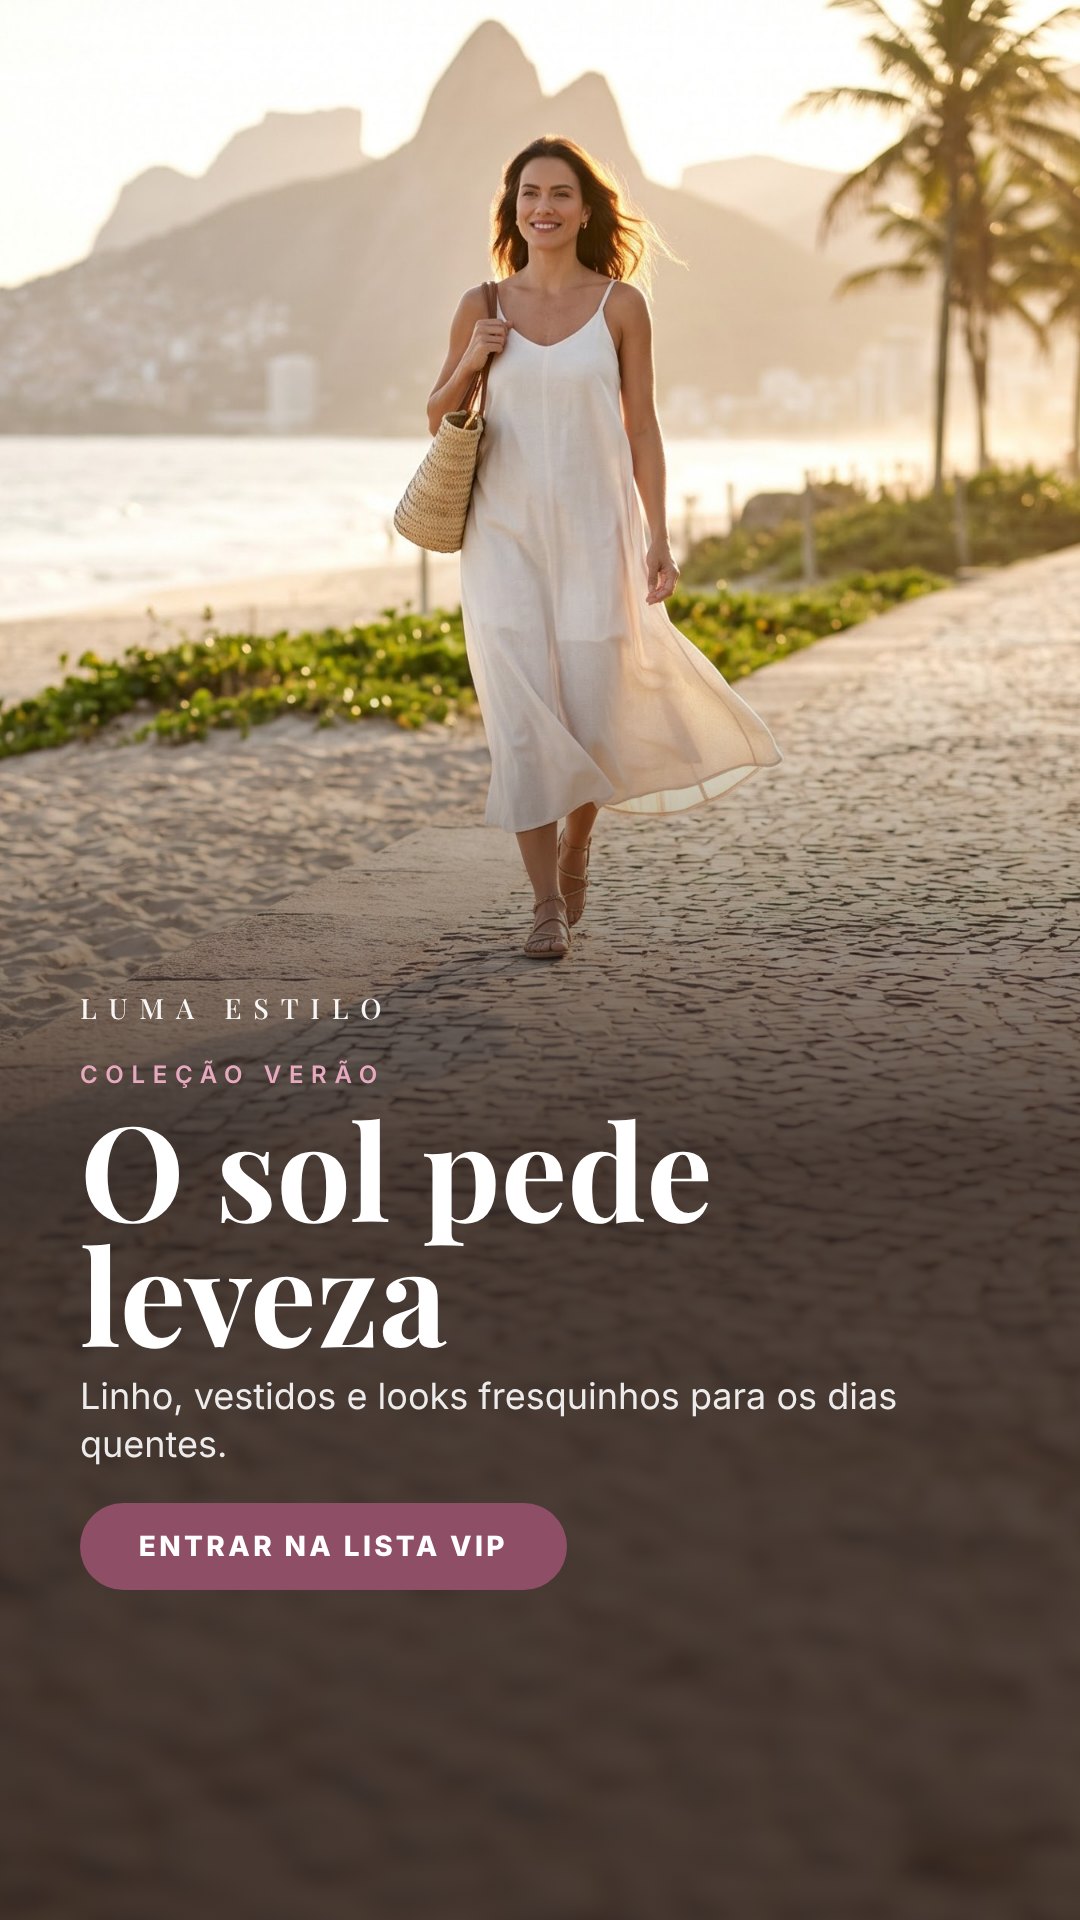 LUMA ESTILO
COLEÇÃO VERÃO
O sol pede
leveza
Linho, vestidos e looks fresquinhos para os dias
quentes.
ENTRAR NA LISTA VIP